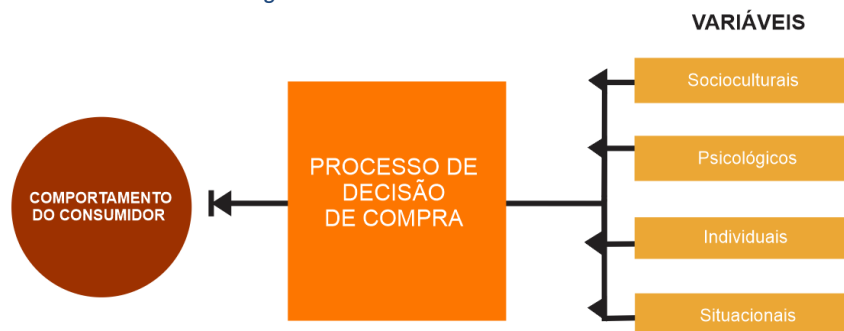 VARIÁVEIS
Socioculturais
Psicológicos
Individuais
Situacionais
PROCESSO DE
DECISÃO
DE COMPRA
COMPORTAMENTO
DO CONSUMIDOR